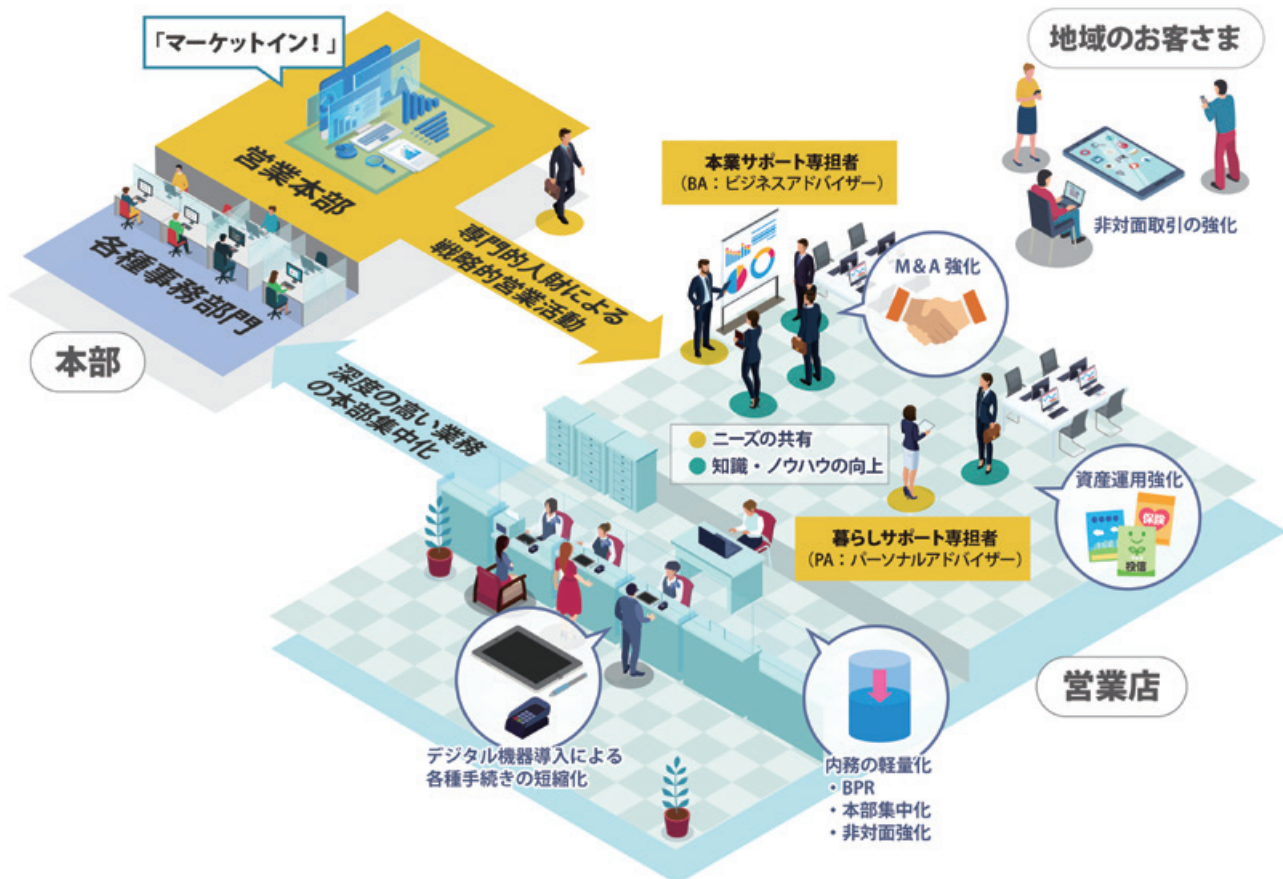 「マーケットイン！」
営業本部
各種事務部門
本部
専門的人財による
戦略的営業活動
深度の高い業務
の本部集中化
地域のお客さま
非対面取引の強化
本業サポート専担者
（BA：ビジネスアドバイザー）
M＆A 強化
ニーズの共有
知識・ノウハウの向上
暮らしサポート専担者
（PA：パーソナルアドバイザー）
資産運用強化
保険
投信
営業店
デジタル機器導入による
各種手続きの短縮化
内務の軽量化
・BPR
・本部集中化
・非対面強化